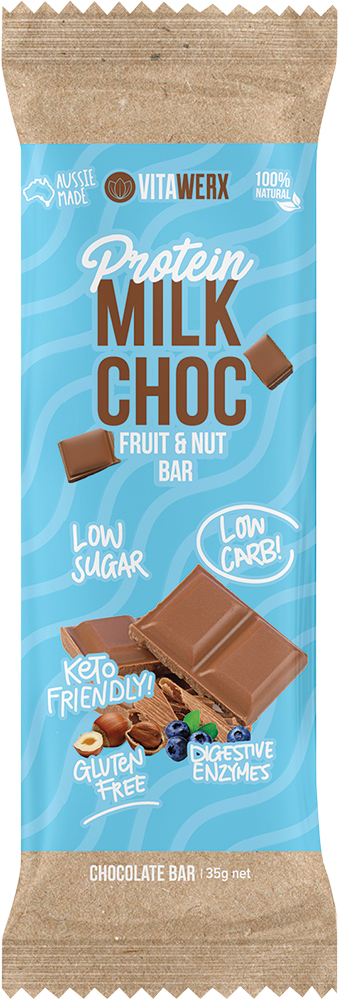 AUSSIE
MADE
VITAWERX
100%
NATURAL
Protein
MILK
CHOC
FRUIT & NUT
BAR
LOW
SUGAR
LOW
CARB!
KETO
FRIENDLY!
GLUTEN
FREE
DIGESTIVE
ENZYMES
CHOCOLATE BAR | 35g net